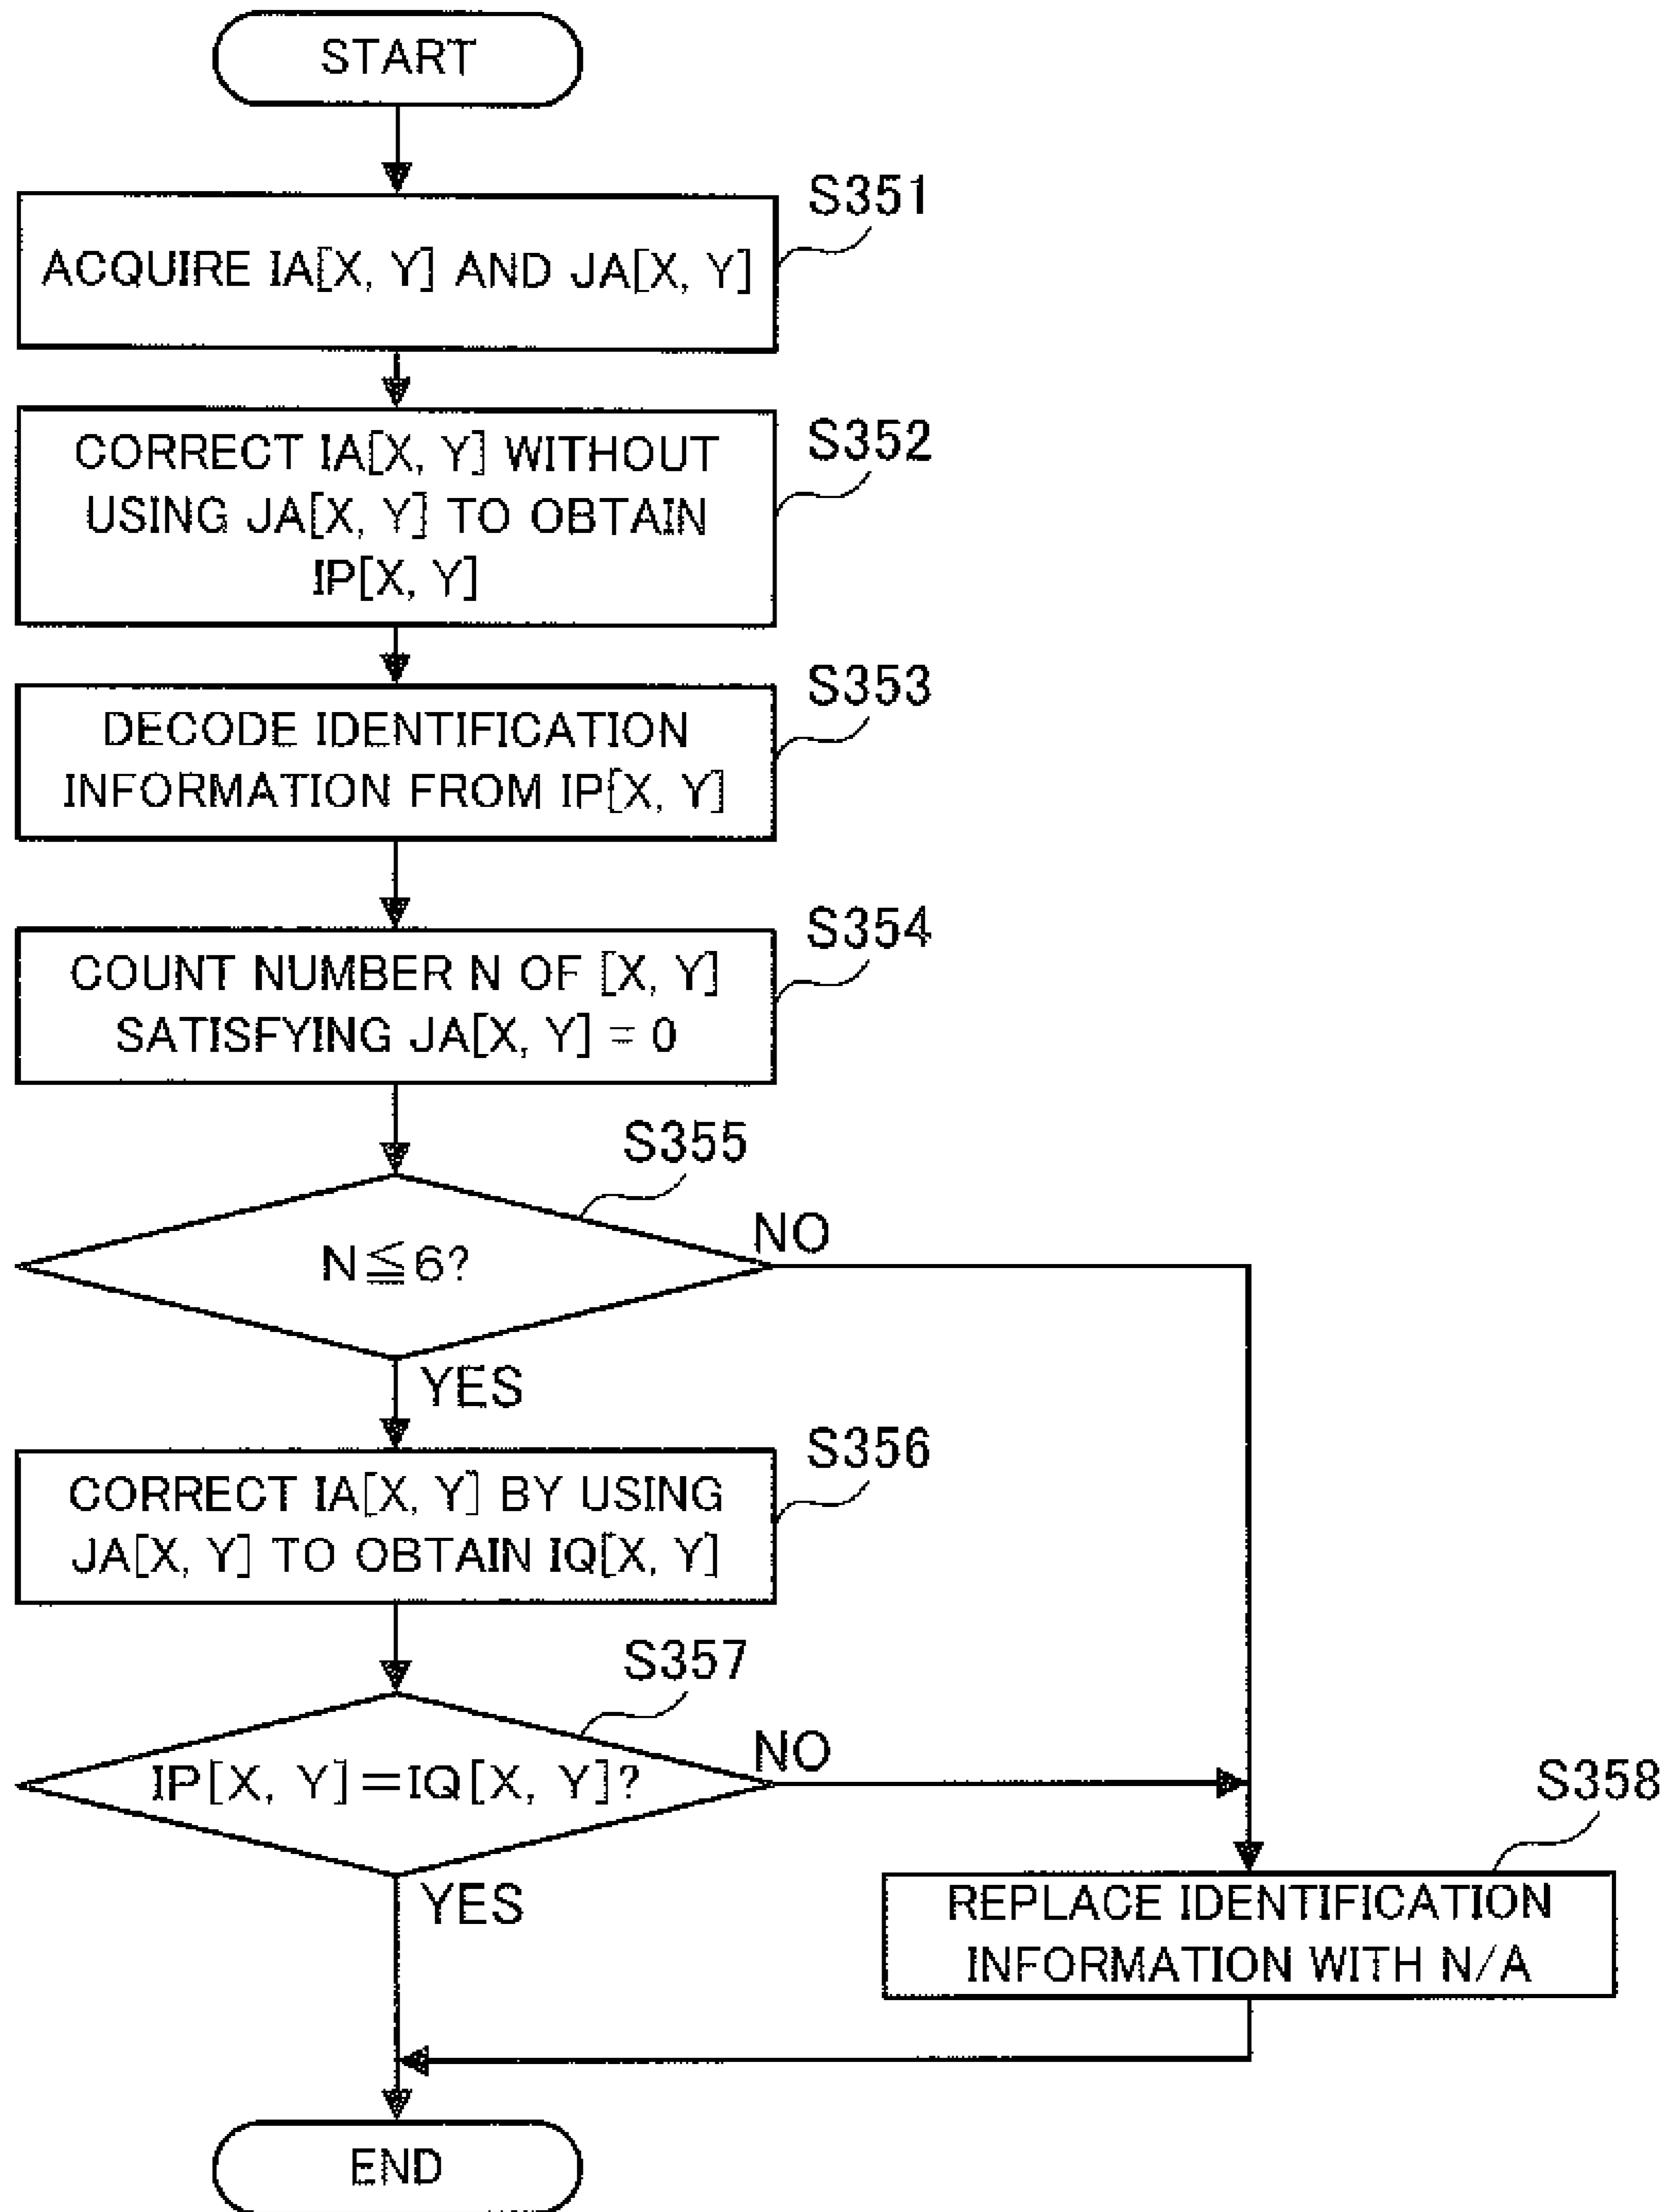 START
S351
ACQUIRE IA[X, Y] AND JA[X, Y]
S352
CORRECT IA[X, Y] WITHOUT
USING JA[X, Y] TO OBTAIN
IP[X, Y]
S353
DECODE IDENTIFICATION
INFORMATION FROM IP[X, Y]
S354
COUNT NUMBER N OF [X, Y]
SATISFYING JA[X, Y] = 0
S355
N≦6?
NO
YES
S356
CORRECT IA[X, Y] BY USING
JA[X, Y] TO OBTAIN IQ[X, Y]
S357
IP[X, Y]=IQ[X, Y]?
NO
YES
S358
REPLACE IDENTIFICATION
INFORMATION WITH N/A
END